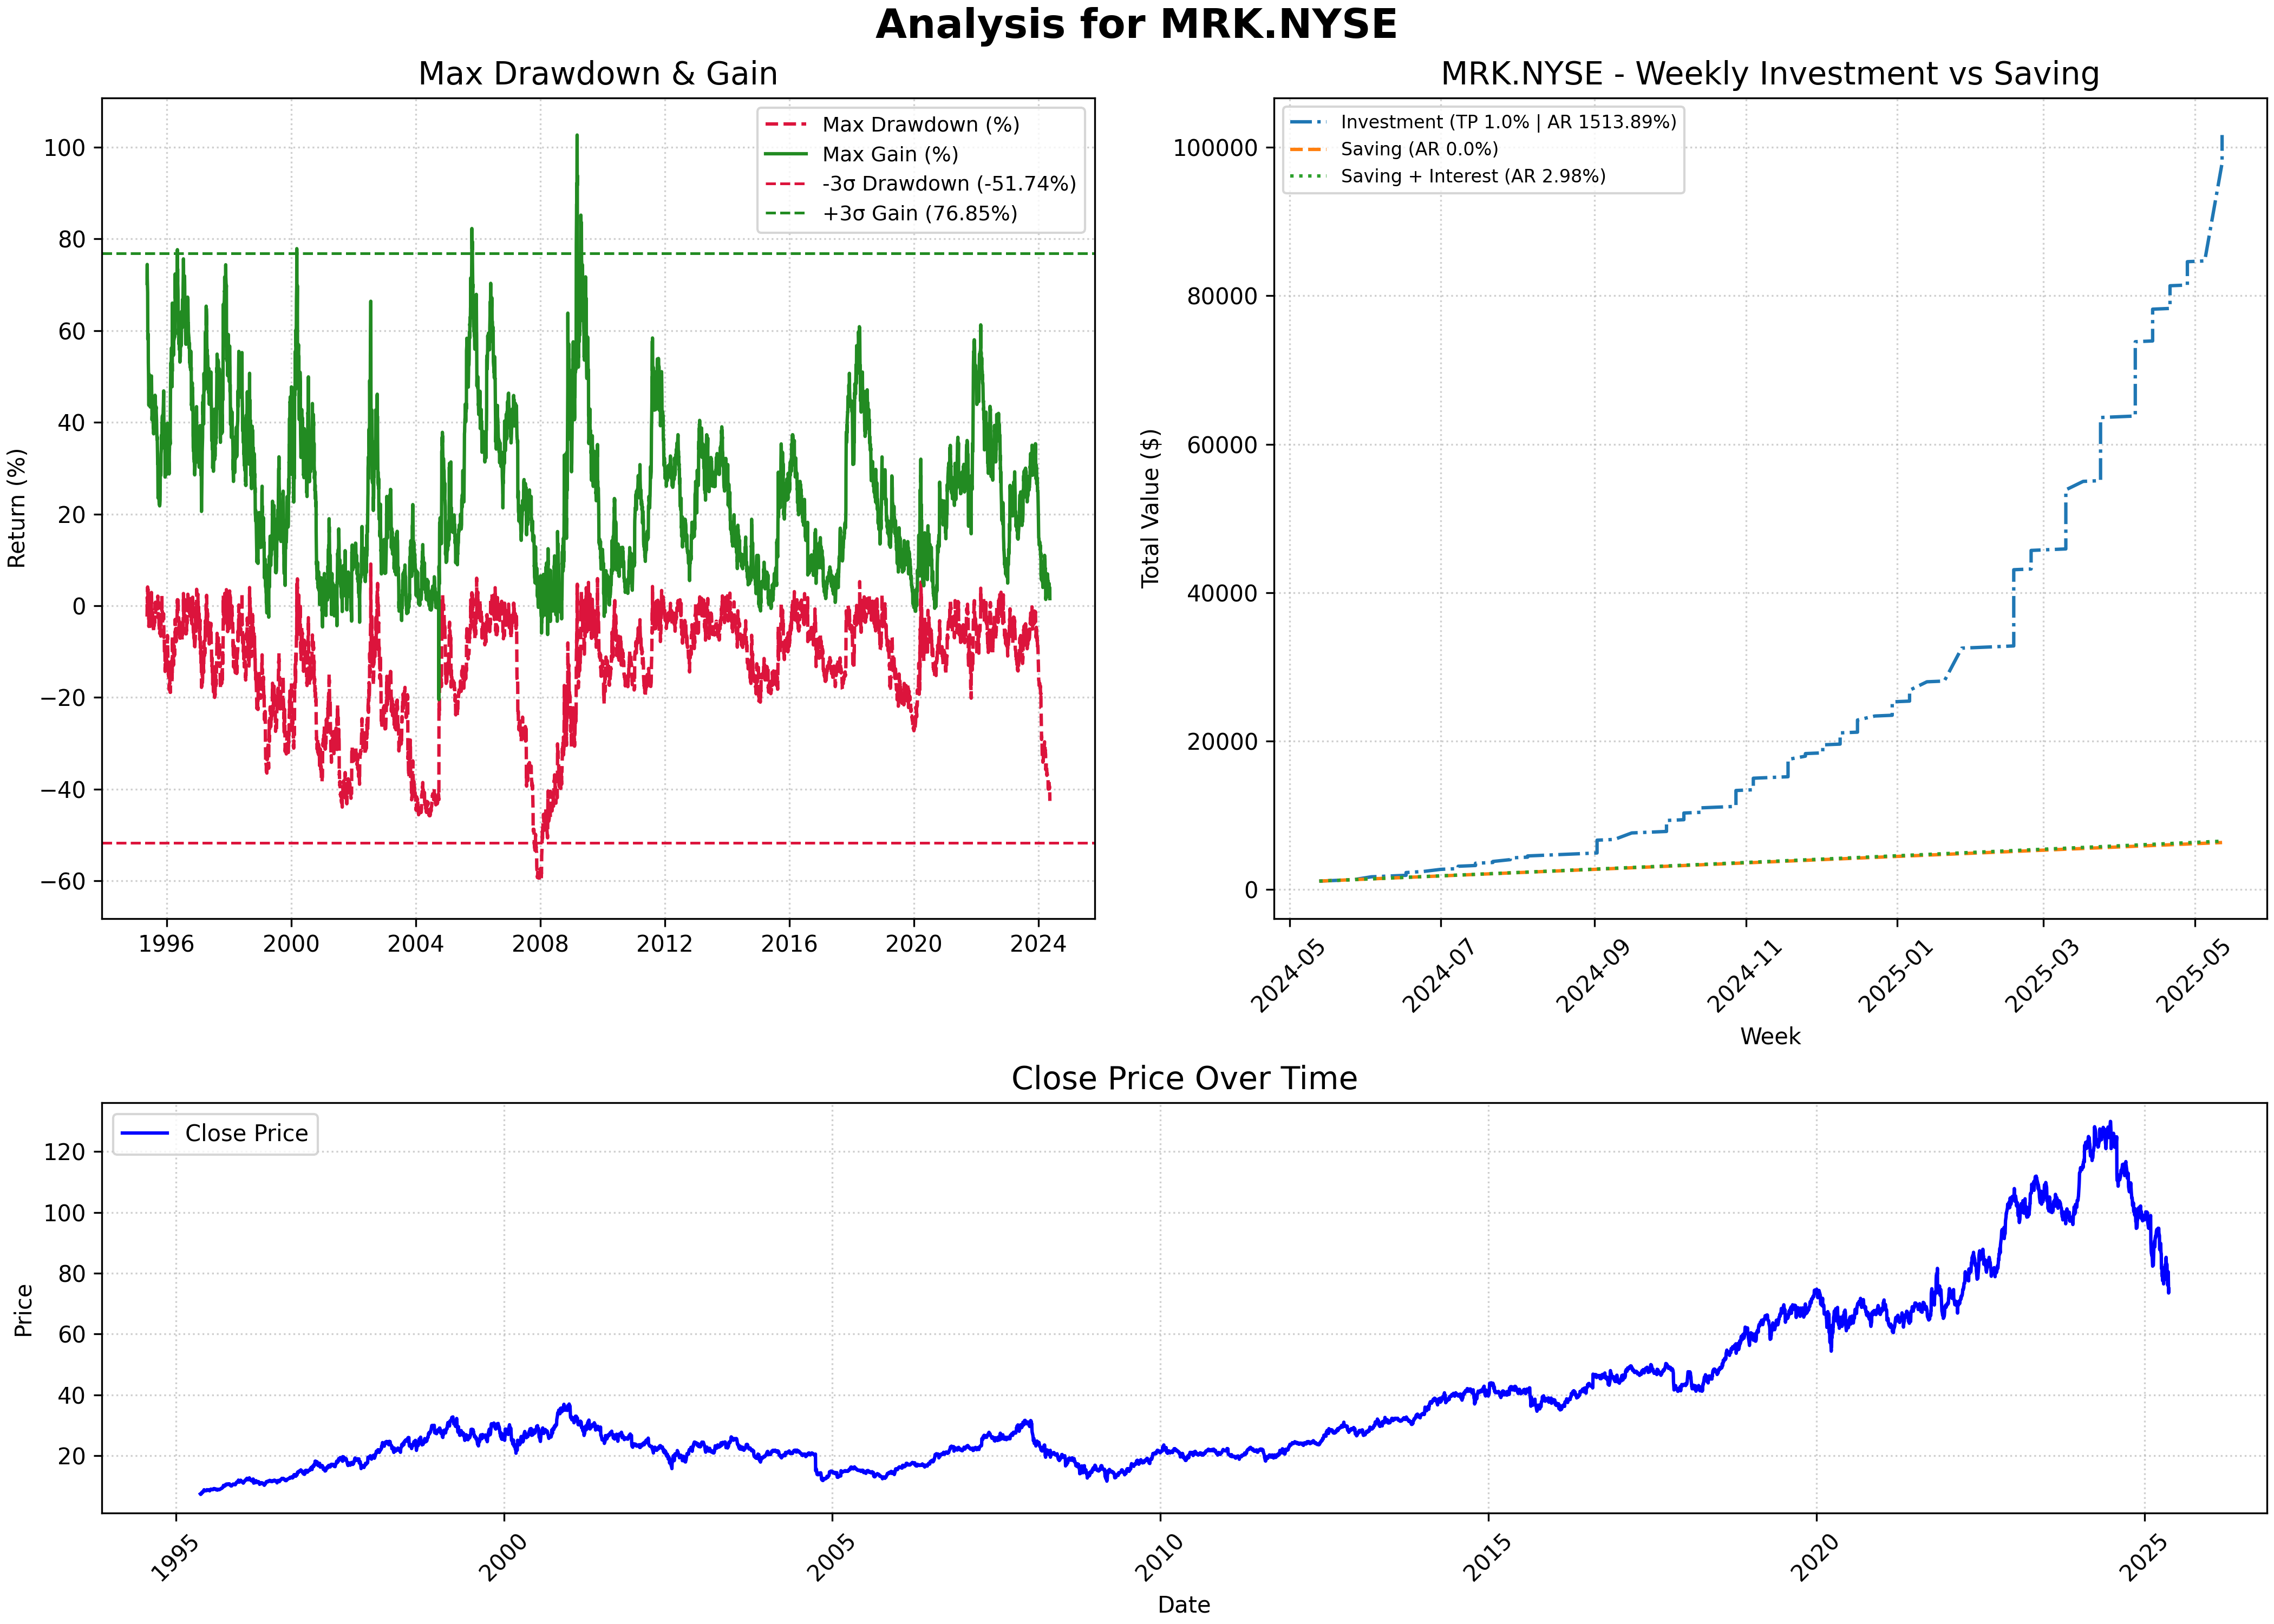 Analysis for MRK.NYSE
Max Drawdown & Gain
Max Drawdown (%)
Max Gain (%)
-3σ Drawdown (-51.74%)
+3σ Gain (76.85%)
Return (%)
100
80
60
40
20
0
−20
−40
−60
1996 2000 2004 2008 2012 2016 2020 2024
MRK.NYSE - Weekly Investment vs Saving
Investment (TP 1.0% | AR 1513.89%)
Saving (AR 0.0%)
Saving + Interest (AR 2.98%)
Total Value ($)
100000
80000
60000
40000
20000
0
2024-05 2024-07 2024-09 2024-11 2025-01 2025-03 2025-05
Week
Close Price Over Time
Close Price
Price
120
100
80
60
40
20
1995 2000 2005 2010 2015 2020 2025
Date